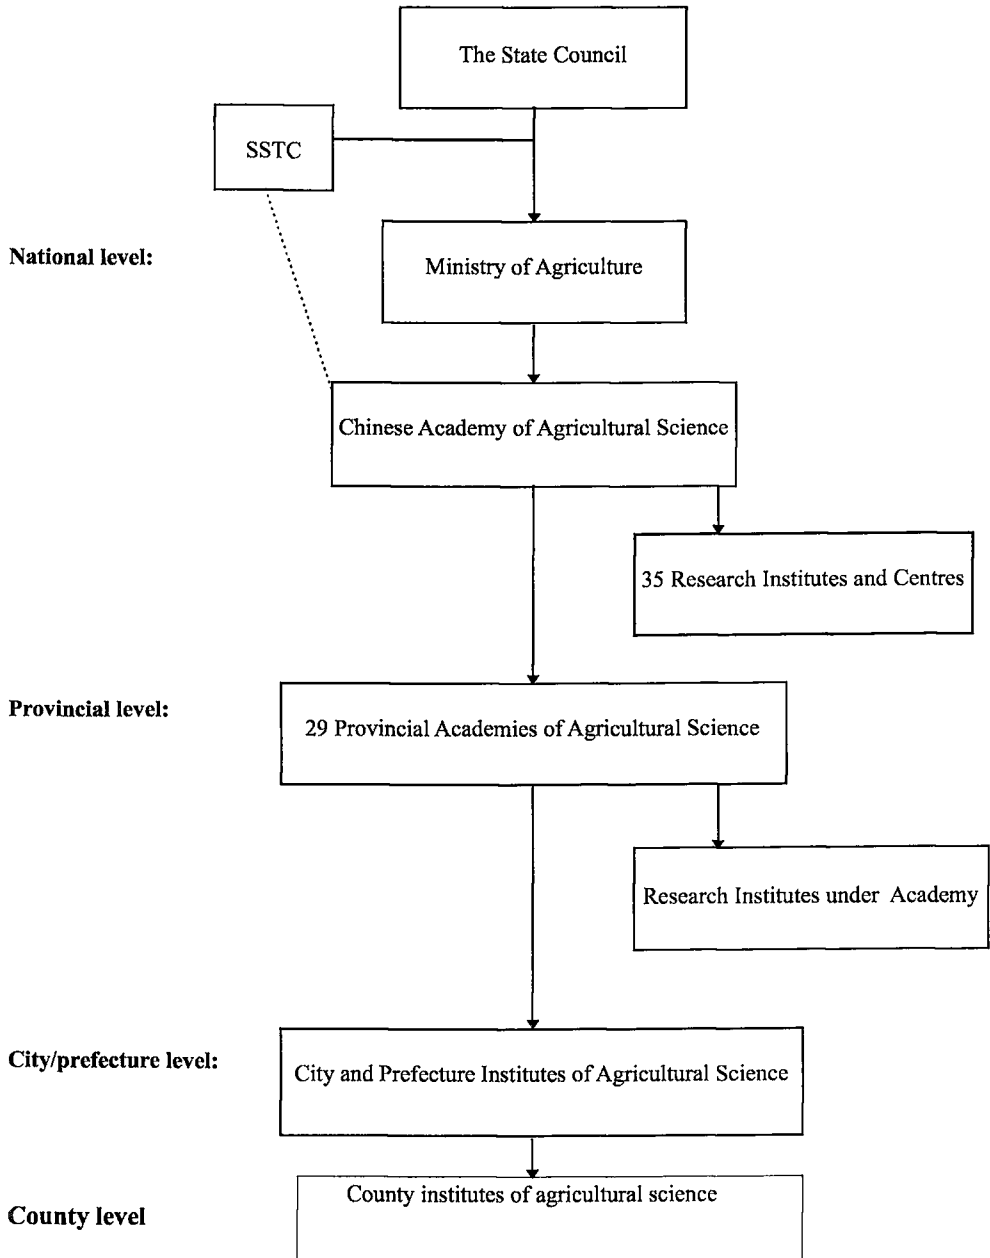 The State Council
SSTC
National level:
Ministry of Agriculture
Chinese Academy of Agricultural Science
35 Research Institutes and Centres
Provincial level:
29 Provincial Academies of Agricultural Science
Research Institutes under Academy
City/prefecture level:
City and Prefecture Institutes of Agricultural Science
County institutes of agricultural science
County level